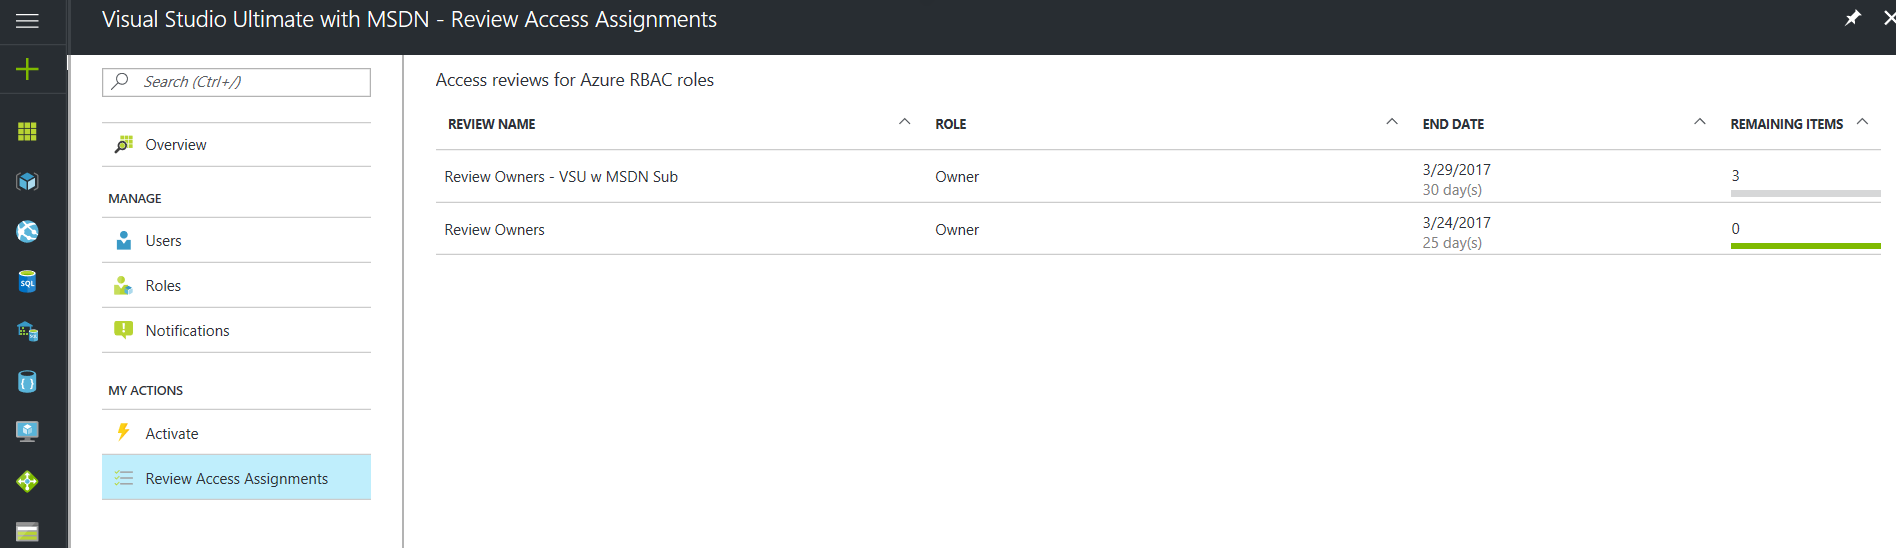 Visual Studio Ultimate with MSDN - Review Access Assignments
Search (Ctrl+/)
Overview
MANAGE
Users
Roles
Notifications
MY ACTIONS
Activate
Review Access Assignments
Access reviews for Azure RBAC roles
REVIEW NAME ROLE END DATE REMAINING ITEMS
Review Owners - VSU w MSDN Sub Owner 3/29/2017 3
30 day(s)
Review Owners Owner 3/24/2017 0
25 day(s)
SQL